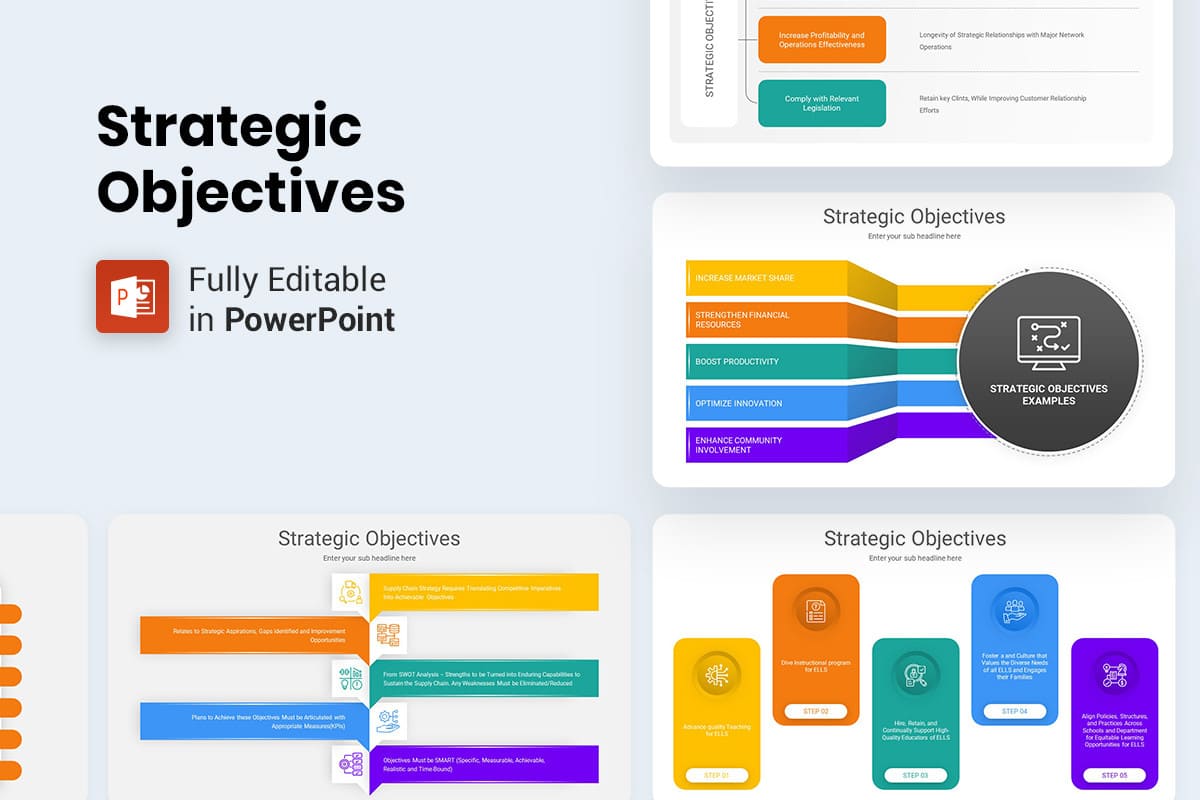 Strategic
Objectives
P
Fully Editable
in PowerPoint
STRATEGIC OBJECTI
Increase Profitability and
Operations Effectiveness
Longevity of Strategic Relationships with Major Network
Operations
Comply with Relevant
Legislation
Retain key Clints, While Improving Customer Relationship
Efforts
Strategic Objectives
Enter your sub headline here
INCREASE MARKET SHARE
STRENGTHEN FINANCIAL
RESOURCES
BOOST PRODUCTIVITY
OPTIMIZE INNOVATION
ENHANCE COMMUNITY
INVOLVEMENT
STRATEGIC OBJECTIVES
EXAMPLES
Strategic Objectives
Enter your sub headline here
Supply Chain Strategy Requires Translating Competitive Imperatives
Into Achievable Objectives
Relates to Strategic Aspirations, Gaps identified and Improvement
Opportunities
From SWOT Analysis – Strengths to be Turned into Enduring Capabilities to
Sustain the Supply Chain. Any Weaknesses Must be Eliminated/Reduced
Plans to Achieve these Objectives Must be Articulated with
Appropriate Measures(KPIs)
Objectives Must be SMART (Specific, Measurable, Achievable,
Realistic and Time-Bound)
Strategic Objectives
Enter your sub headline here
Advance quality Teaching
for ELLS
STEP 01
Dive Instructional program
for ELLS
STEP 02
Hire, Retain, and
Continually Support High-
Quality Educators of ELLS
STEP 03
Foster a and Culture that
Values the Diverse Needs
of all ELLS and Engages
their Families
STEP 04
Align Policies, Structures,
and Practices Across
Schools and Department
for Equitable Learning
Opportunities for ELLS
STEP 05